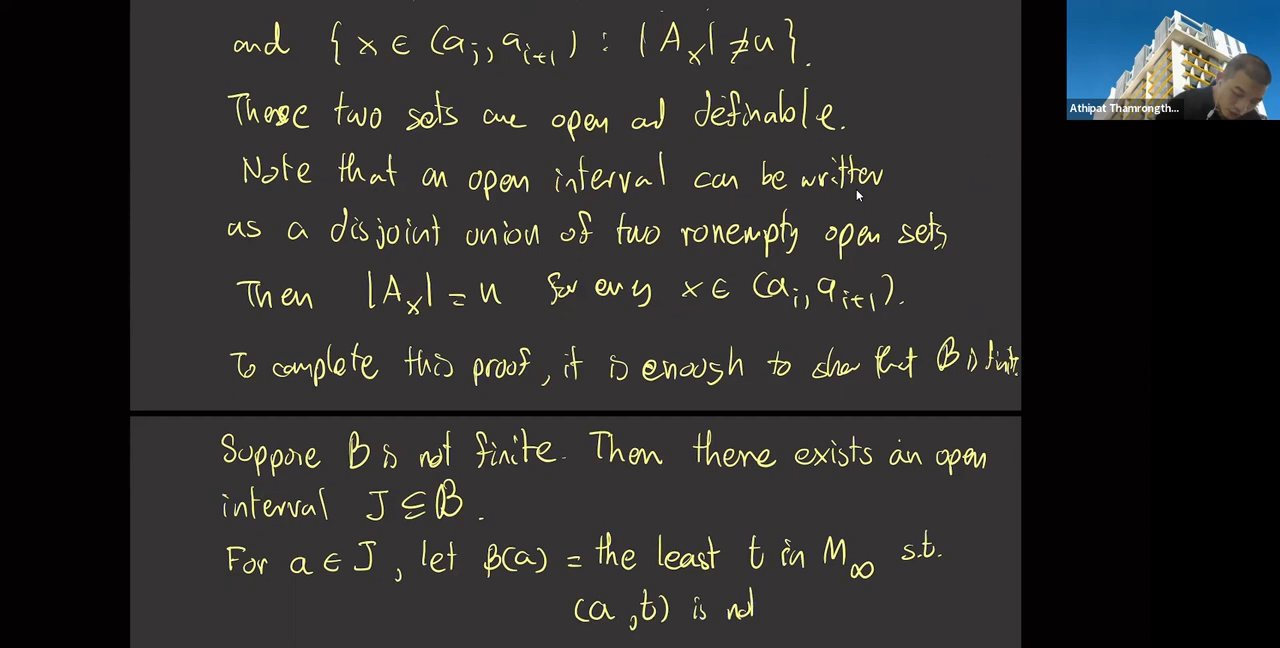 and { x ∈ (a_i, a_{i+1}) : |A_x| ≠ n }.
Athipat Thamrongth...
These two sets are open ad definable.
Note that an open interval can be written
as a disjoint union of two nonempty open sets
Then |A_x| = n for every x ∈ (a_i, a_{i+1}).
To complete this proof, it is enough to show that B is finite.
Suppose B is not finite. Then there exists an open
interval J ⊆ B.
For a ∈ J, let β(a) = the least t in M_∞ s.t.
(a, t) is not